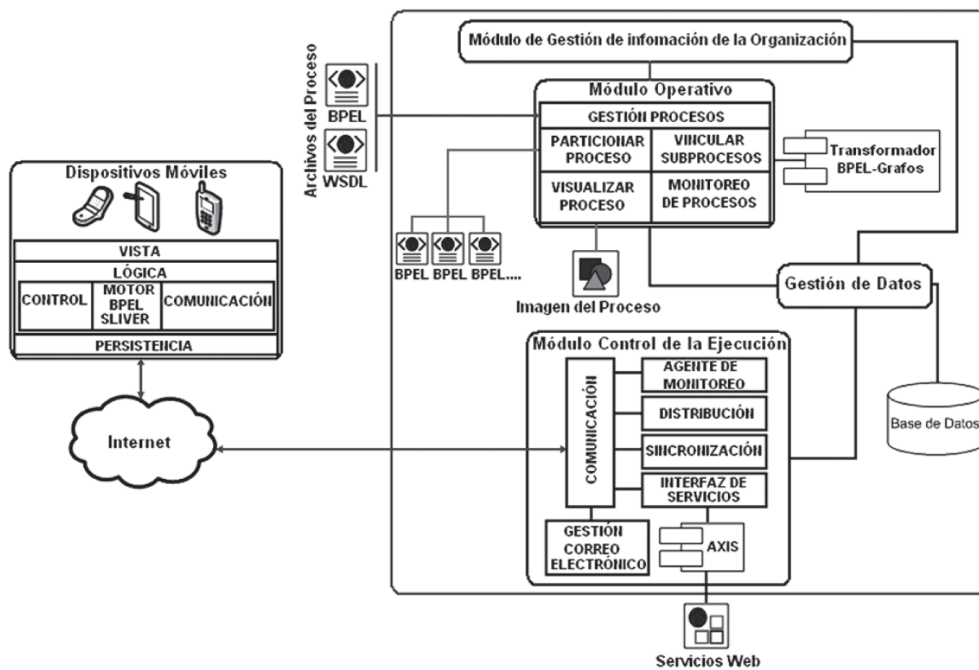 Módulo de Gestión de infomación de la Organización
Archivos del Proceso
BPEL
WSDL
Módulo Operativo
GESTIÓN PROCESOS
PARTICIONAR
PROCESO
VINCULAR
SUBPROCESOS
VISUALIZAR
PROCESO
MONITOREO
DE PROCESOS
Transformador
BPEL-Grafos
Dispositivos Móviles
VISTA
LÓGICA
CONTROL
MOTOR
BPEL
SLIVER
COMUNICACIÓN
PERSISTENCIA
BPEL
BPEL
BPEL....
Imagen del Proceso
Gestión de Datos
Base de Datos
Internet
Módulo Control de la Ejecución
COMUNICACIÓN
AGENTE DE
MONITOREO
DISTRIBUCIÓN
SINCRONIZACIÓN
INTERFAZ DE
SERVICIOS
GESTIÓN
CORREO
ELECTRÓNICO
AXIS
Servicios Web